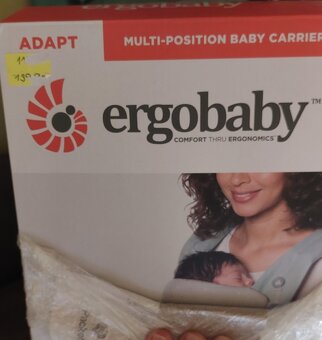 ADAPT
MULTI-POSITION BABY CARRIER
ergobaby™
COMFORT THRU ERGONOMICS